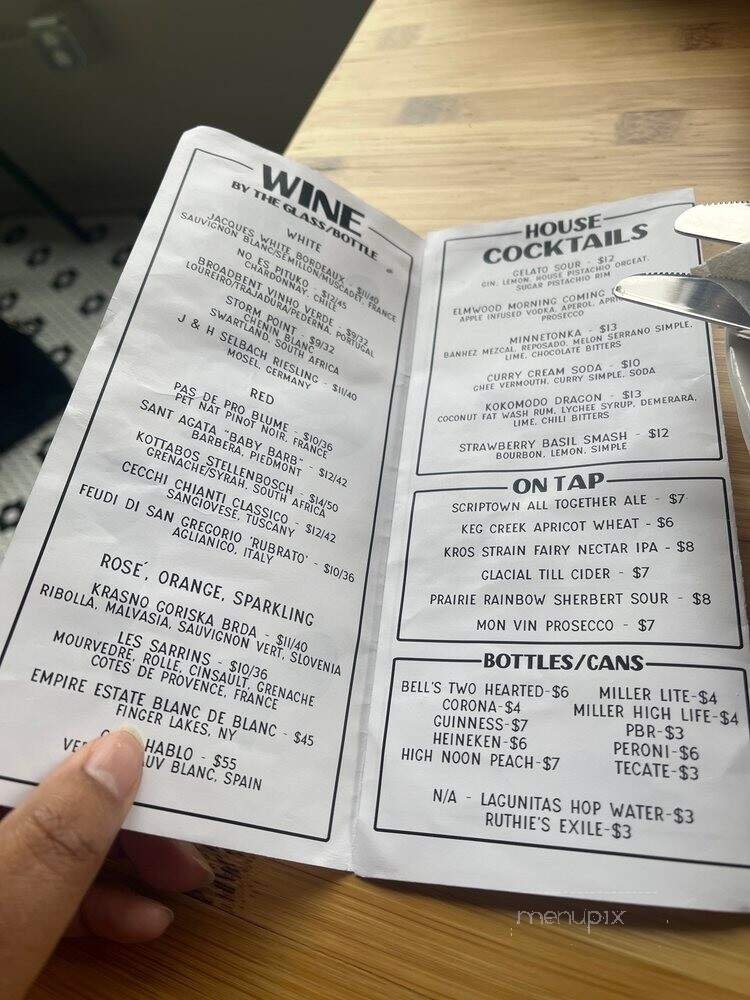 WINE
BY THE GLASS/BOTTLE
WHITE
JACQUES WHITE BORDEAUX - $11/40
SAUVIGNON BLANC/SEMILLON/MUSCADET, FRANCE
NO ES PITUKO - $12/45
CHARDONNAY, CHILE
BROADBENT VINHO VERDE - $9/32
LOUREIRO/TRAJADURA/PEDERNA, PORTUGAL
STORM POINT - $9/32
CHENIN BLANC
SWARTLAND, SOUTH AFRICA
J & H SELBACH RIESLING - $11/40
MOSEL, GERMANY
RED
PAS DE PRO BLUME - $10/36
PET NAT PINOT NOIR, FRANCE
SANT AGATA "BABY BARB" - $12/42
BARBERA, PIEDMONT
KOTTABOS STELLENBOSCH - $14/50
GRENACHE/SYRAH, SOUTH AFRICA
CECCHI CHIANTI CLASSICO - $12/42
SANGIOVESE, TUSCANY
FEUDI DI SAN GREGORIO 'RUBRATO' - $10/36
AGLIANICO, ITALY
ROSE', ORANGE, SPARKLING
KRASNO GORISKA BRDA - $11/40
RIBOLLA, MALVASIA, SAUVIGNON VERT, SLOVENIA
LES SARRINS - $10/36
MOURVEDRE, ROLLE, CINSAULT, GRENACHE
COTES DE PROVENCE, FRANCE
EMPIRE ESTATE BLANC DE BLANC - $45
FINGER LAKES, NY
HABLO - $55
BLANC, SPAIN
HOUSE
COCKTAILS
GELATO SOUR - $12
GIN, LEMON, HOUSE PISTACHIO ORGEAT,
SUGAR PISTACHIO RIM
ELMWOOD MORNING COMING
APPLE INFUSED VODKA, APEROL,
PROSECCO
MINNETONKA - $13
BANHEZ MEZCAL, REPOSADO, MELON SERRANO SIMPLE,
LIME, CHOCOLATE BITTERS
CURRY CREAM SODA - $10
GHEE VERMOUTH, CURRY SIMPLE, SODA
KOKOMODO DRAGON - $13
COCONUT FAT WASH RUM, LYCHEE SYRUP, DEMERARA,
LIME, CHILI BITTERS
STRAWBERRY BASIL SMASH - $12
BOURBON, LEMON, SIMPLE
ON TAP
SCRIPTOWN ALL TOGETHER ALE - $7
KEG CREEK APRICOT WHEAT - $6
KROS STRAIN FAIRY NECTAR IPA - $8
GLACIAL TILL CIDER - $7
PRAIRIE RAINBOW SHERBERT SOUR - $8
MON VIN PROSECCO - $7
BOTTLES/CANS
BELL'S TWO HEARTED-$6
CORONA-$4
GUINNESS-$7
HEINEKEN-$6
HIGH NOON PEACH-$7
MILLER LITE-$4
MILLER HIGH LIFE-$4
PBR-$3
PERONI-$6
TECATE-$3
N/A - LAGUNITAS HOP WATER-$3
RUTHIE'S EXILE-$3
menupix